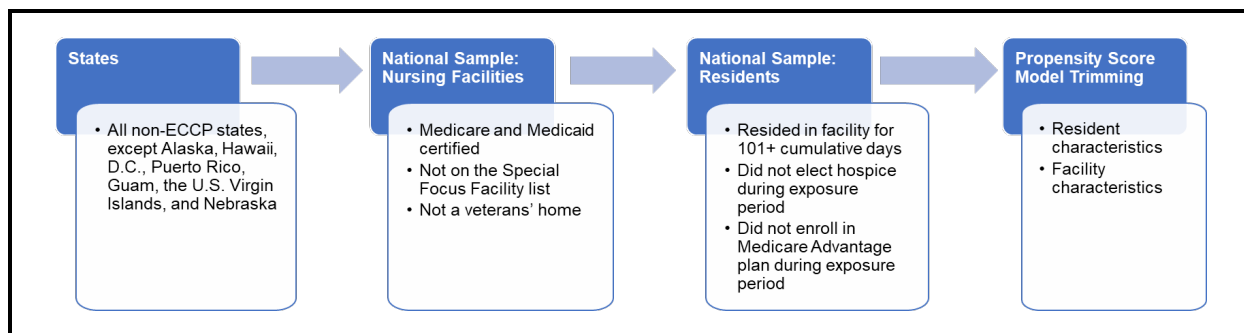 States
• All non-ECCP states,
except Alaska, Hawaii,
D.C., Puerto Rico,
Guam, the U.S. Virgin
Islands, and Nebraska
National Sample:
Nursing Facilities
• Medicare and Medicaid
certified
• Not on the Special
Focus Facility list
• Not a veterans’ home
National Sample:
Residents
• Resided in facility for
101+ cumulative days
• Did not elect hospice
during exposure
period
• Did not enroll in
Medicare Advantage
plan during exposure
period
Propensity Score
Model Trimming
• Resident
characteristics
• Facility
characteristics